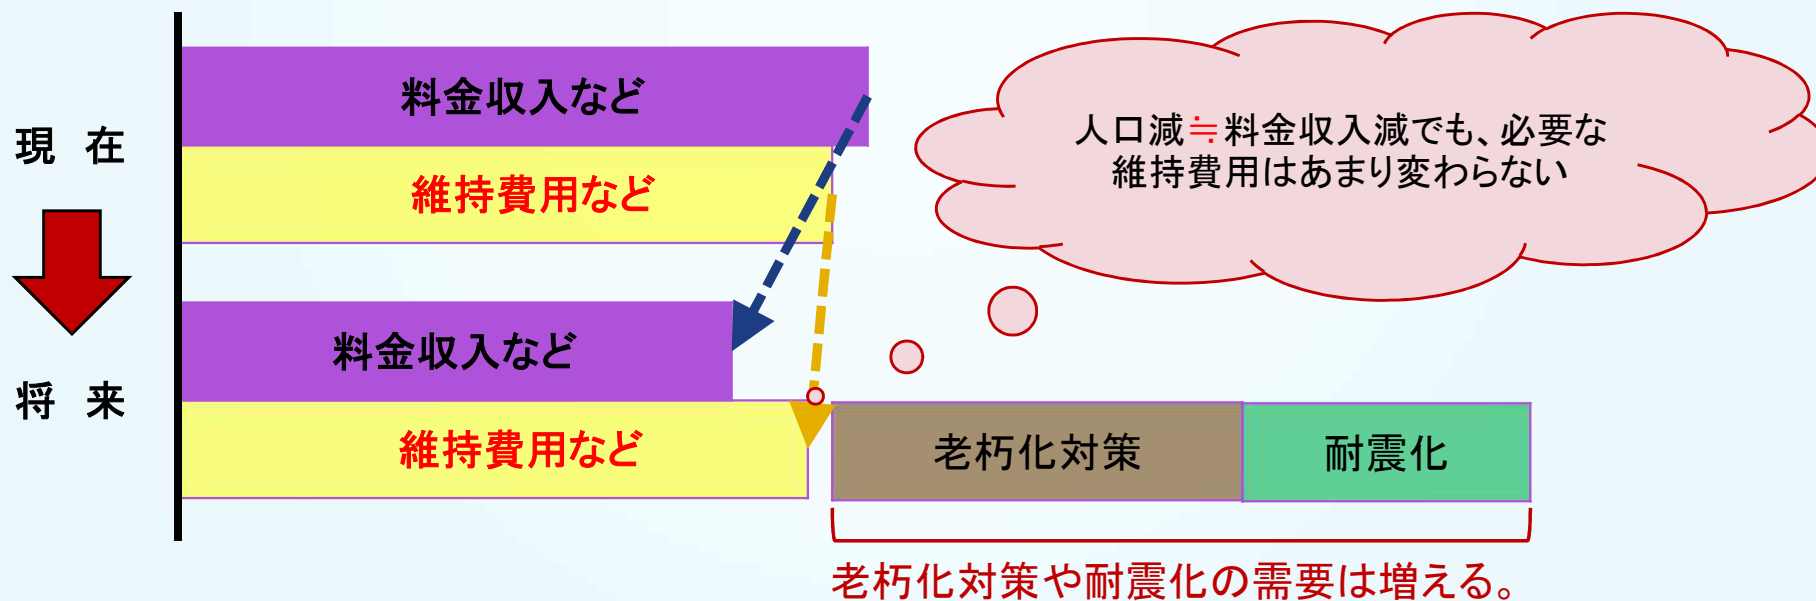 現 在
料金収入など
維持費用など
人口減≒料金収入減でも、必要な
維持費用はあまり変わらない
将 来
料金収入など
維持費用など
老朽化対策
耐震化
老朽化対策や耐震化の需要は増える。